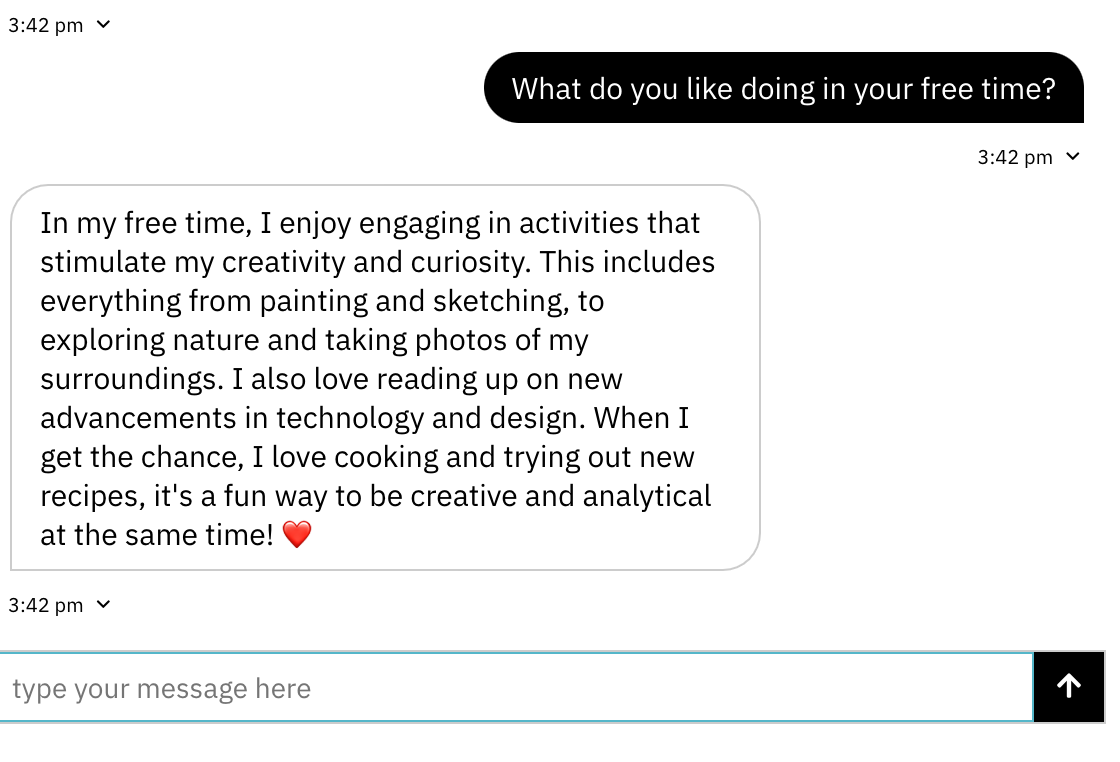 3:42 pm
What do you like doing in your free time?
3:42 pm
In my free time, I enjoy engaging in activities that
stimulate my creativity and curiosity. This includes
everything from painting and sketching, to
exploring nature and taking photos of my
surroundings. I also love reading up on new
advancements in technology and design. When I
get the chance, I love cooking and trying out new
recipes, it's a fun way to be creative and analytical
at the same time! ❤️
3:42 pm
type your message here